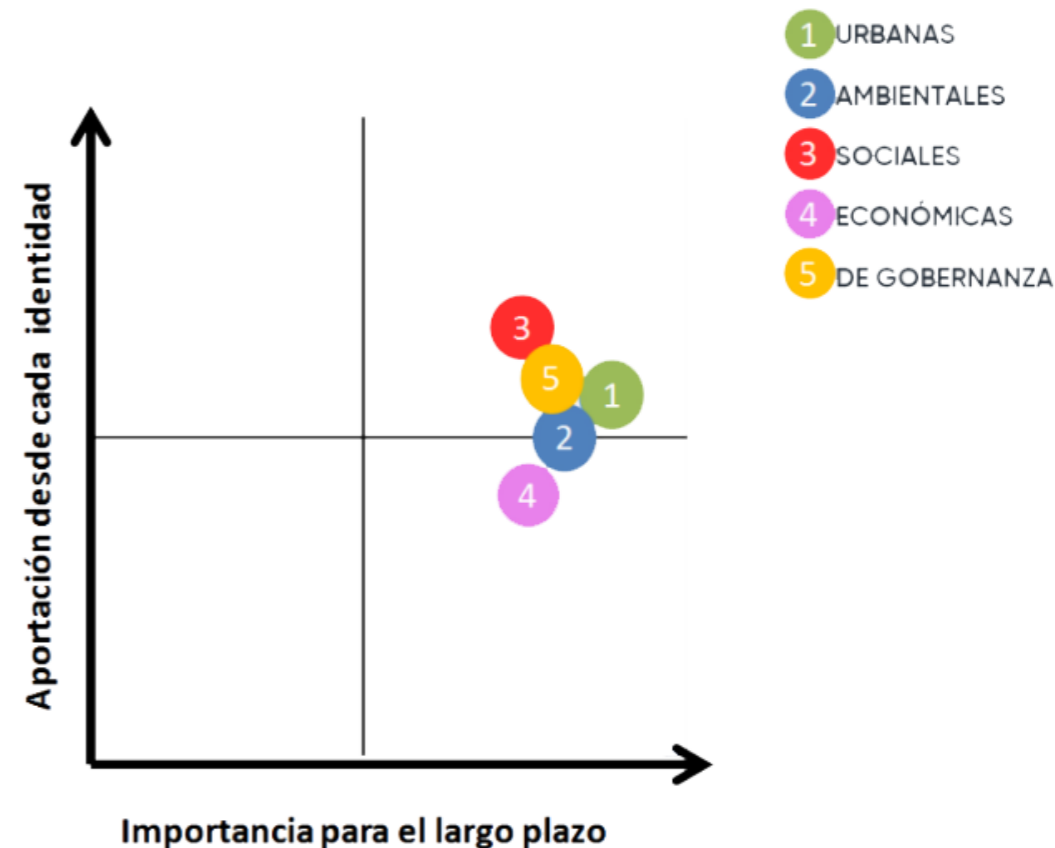 1 URBANAS
2 AMBIENTALES
3 SOCIALES
4 ECONÓMICAS
5 DE GOBERNANZA
Aportación desde cada identidad
3
5
1
2
4
Importancia para el largo plazo